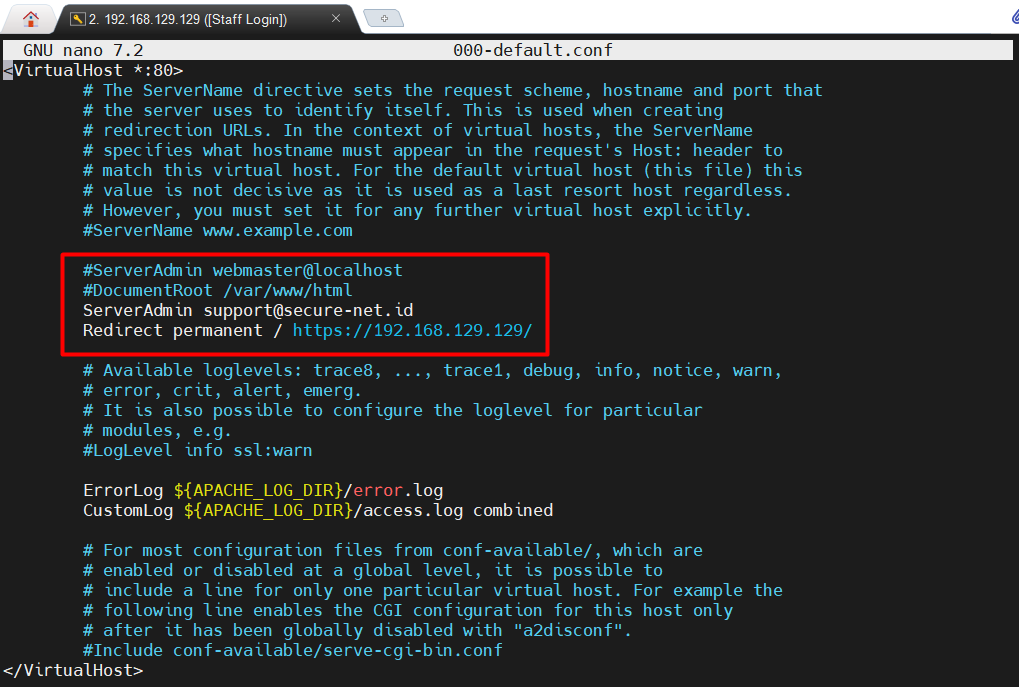 2. 192.168.129.129 ([Staff Login])
GNU nano 7.2 000-default.conf
<VirtualHost *:80>
# The ServerName directive sets the request scheme, hostname and port that
# the server uses to identify itself. This is used when creating
# redirection URLs. In the context of virtual hosts, the ServerName
# specifies what hostname must appear in the request's Host: header to
# match this virtual host. For the default virtual host (this file) this
# value is not decisive as it is used as a last resort host regardless.
# However, you must set it for any further virtual host explicitly.
#ServerName www.example.com
#ServerAdmin webmaster@localhost
#DocumentRoot /var/www/html
ServerAdmin support@secure-net.id
Redirect permanent / https://192.168.129.129/
# Available loglevels: trace8, ..., trace1, debug, info, notice, warn,
# error, crit, alert, emerg.
# It is also possible to configure the loglevel for particular
# modules, e.g.
#LogLevel info ssl:warn
ErrorLog ${APACHE_LOG_DIR}/error.log
CustomLog ${APACHE_LOG_DIR}/access.log combined
# For most configuration files from conf-available/, which are
# enabled or disabled at a global level, it is possible to
# include a line for only one particular virtual host. For example the
# following line enables the CGI configuration for this host only
# after it has been globally disabled with "a2disconf".
#Include conf-available/serve-cgi-bin.conf
</VirtualHost>